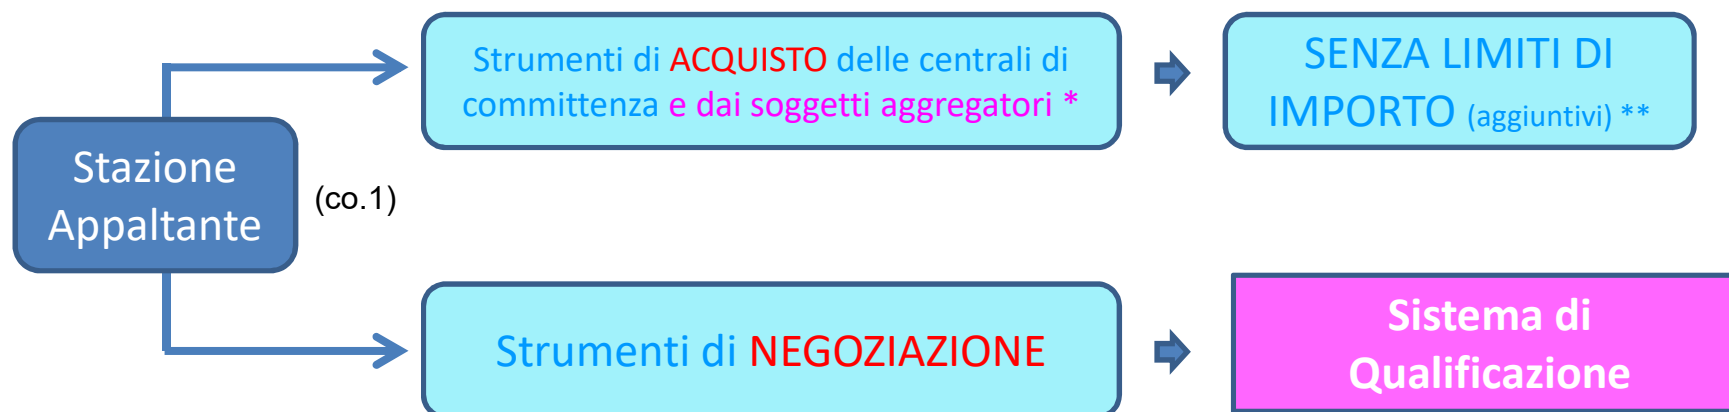 Strumenti di ACQUISTO delle centrali di
committenza e dai soggetti aggregatori *
SENZA LIMITI DI
IMPORTO (aggiuntivi) **
Stazione
Appaltante
(co.1)
Strumenti di NEGOZIAZIONE
Sistema di
Qualificazione